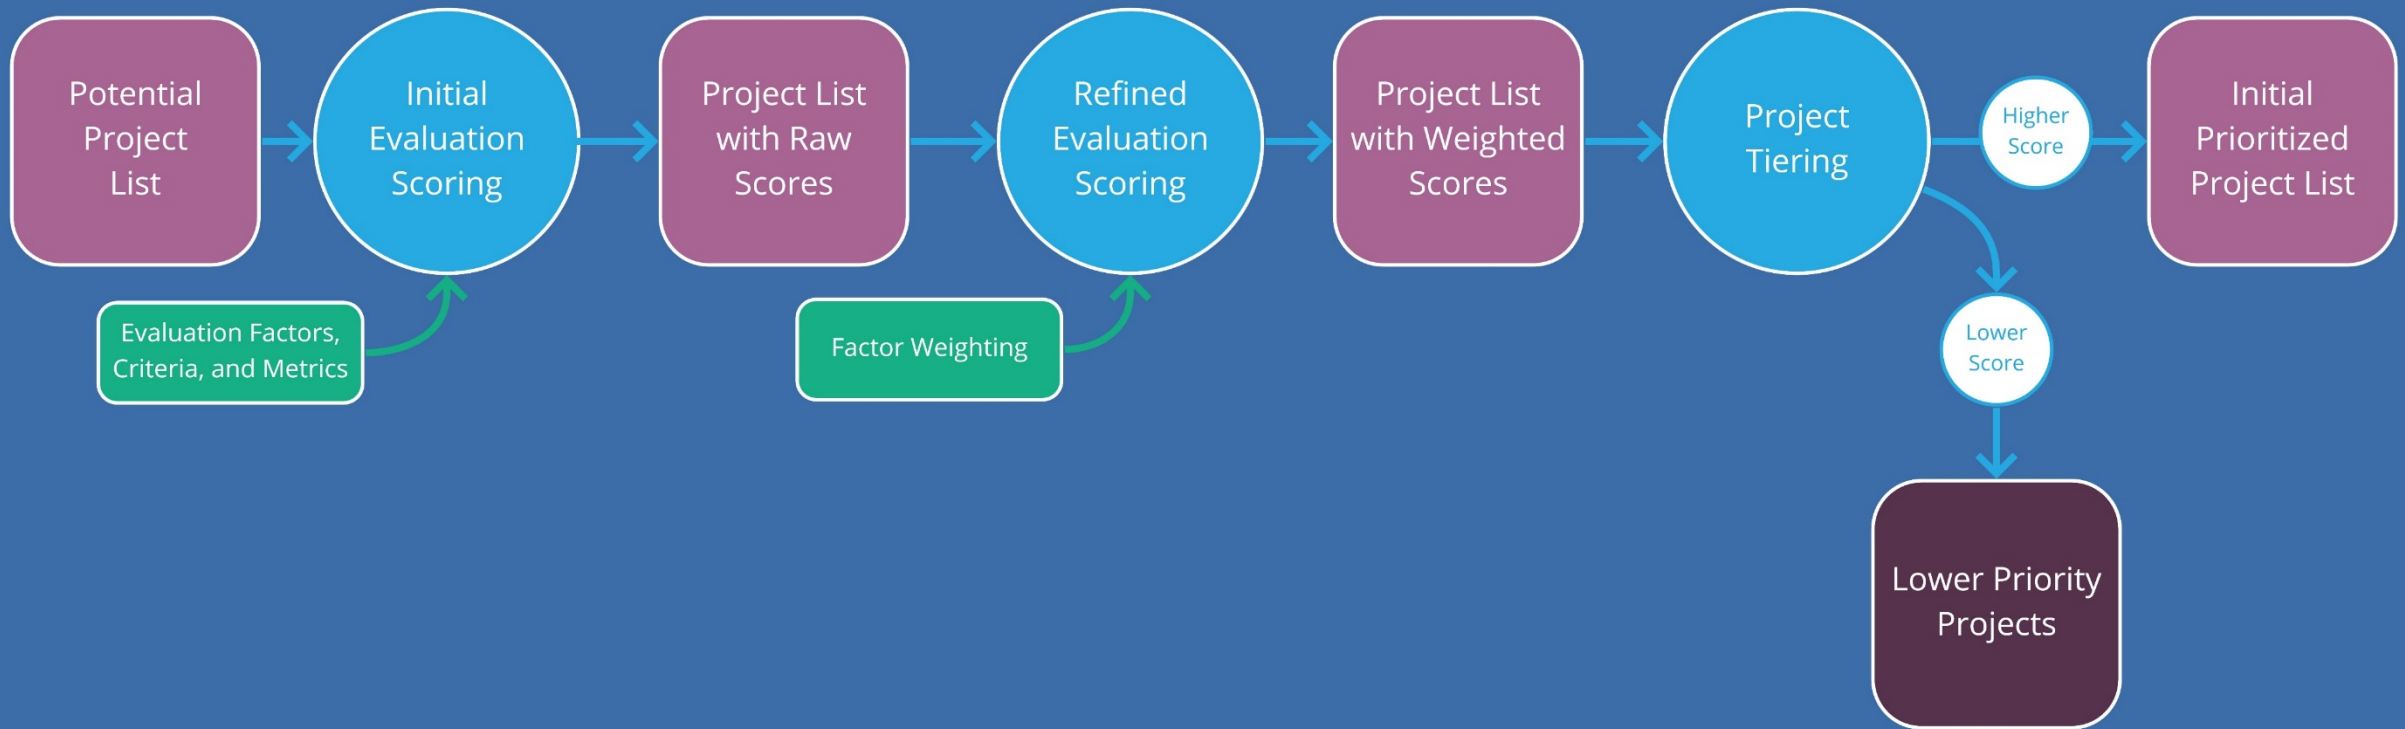 Potential
Project
List
Initial
Evaluation
Scoring
Project List
with Raw
Scores
Refined
Evaluation
Scoring
Project List
with Weighted
Scores
Project
Tiering
Higher
Score
Initial
Prioritized
Project List
Evaluation Factors,
Criteria, and Metrics
Factor Weighting
Lower
Score
Lower Priority
Projects